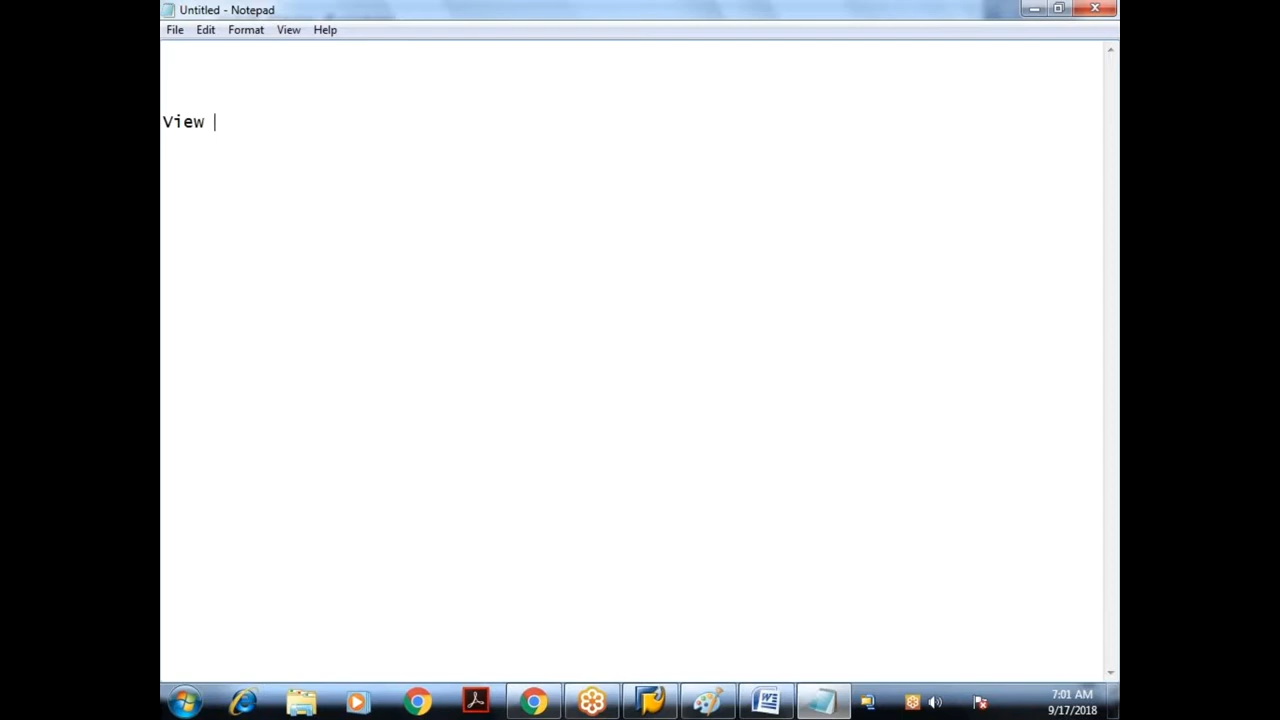 Untitled - Notepad
File Edit Format View Help
View
7:01 AM
9/17/2018